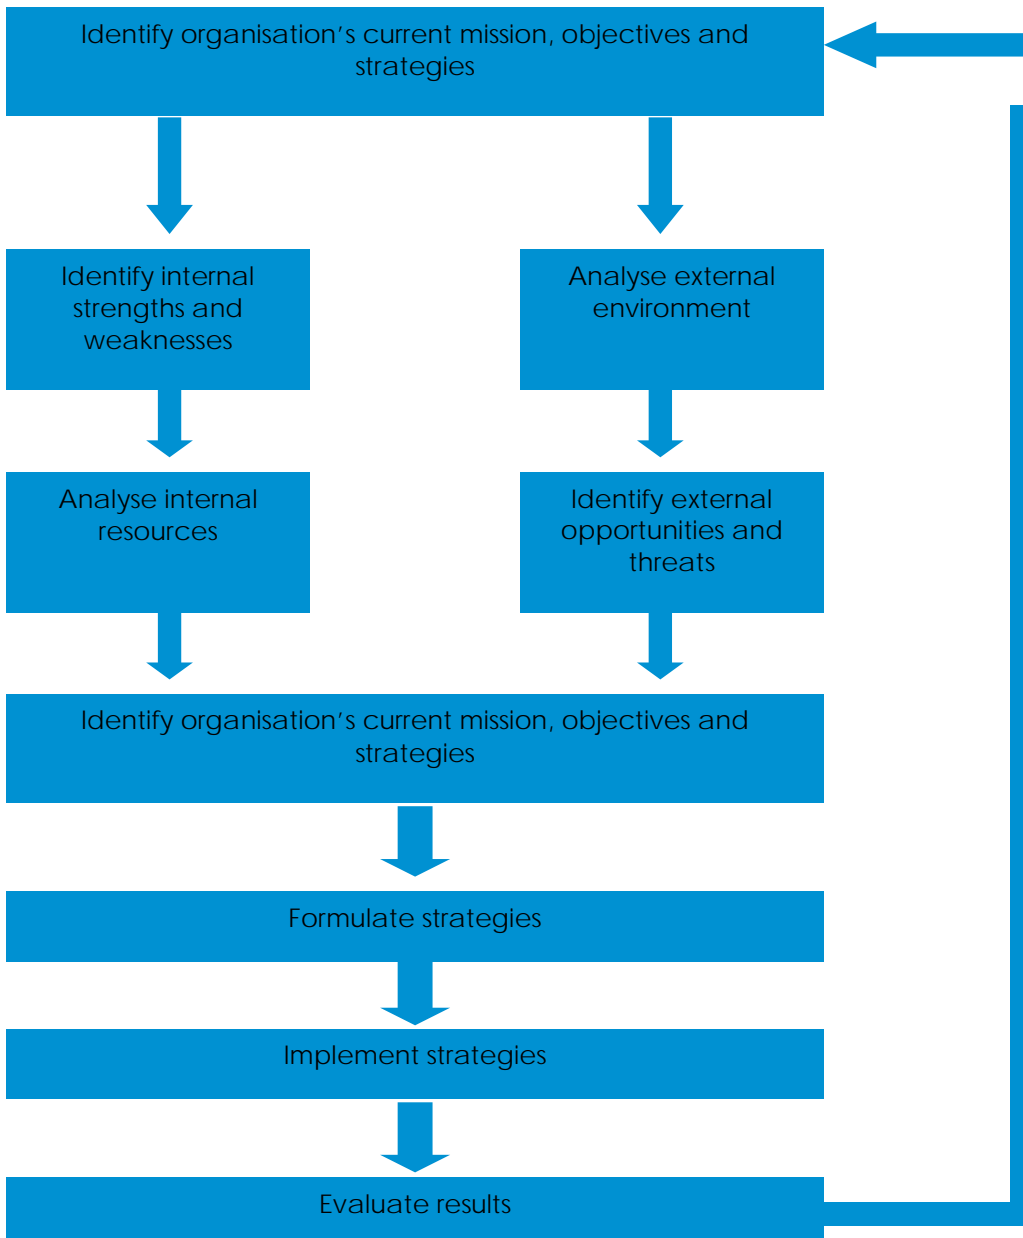 Identify organisation’s current mission, objectives and
strategies
Identify internal
strengths and
weaknesses
Analyse external
environment
Analyse internal
resources
Identify external
opportunities and
threats
Identify organisation’s current mission, objectives and
strategies
Formulate strategies
Implement strategies
Evaluate results